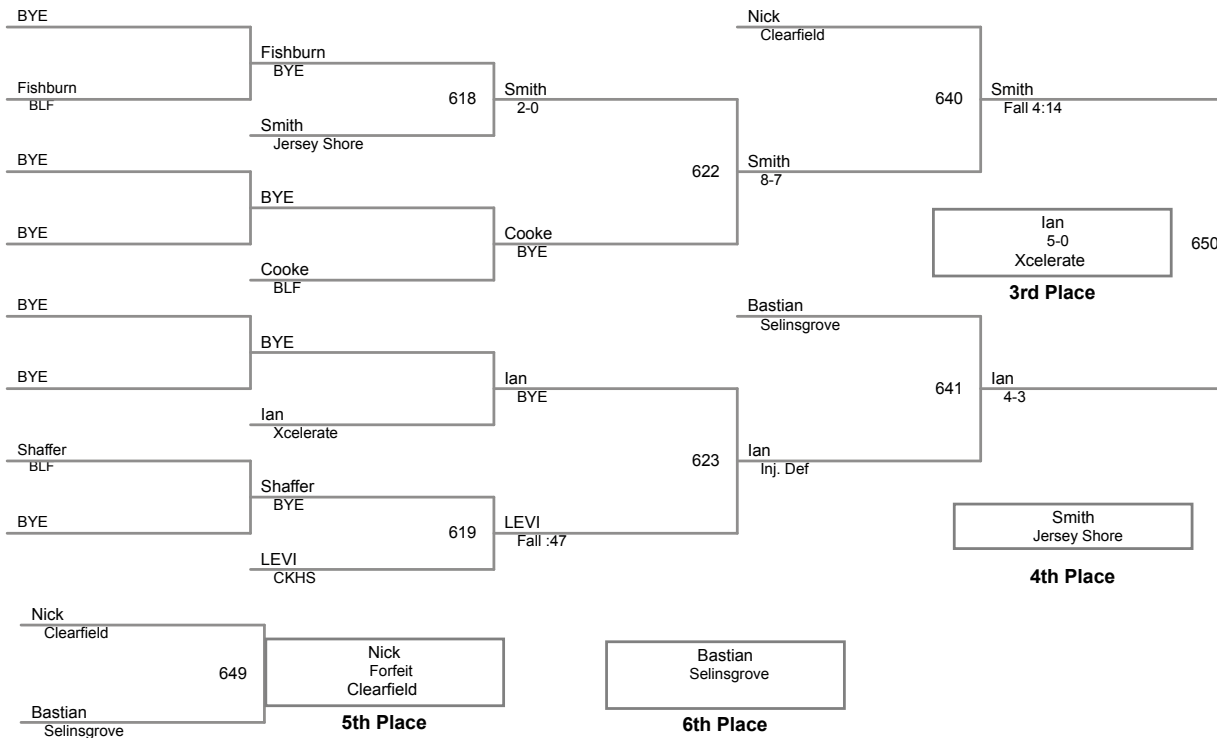 BYE
Fishburn
BLF
BYE
BYE
BYE
BYE
Shaffer
BLF
BYE
Fishburn
BYE
Smith
Jersey Shore
BYE
Cooke
BLF
BYE
Ian
Xcelerate
Shaffer
BYE
LEVI
CKHS
618
619
Smith
2-0
Cooke
BYE
Ian
BYE
LEVI
Fall :47
622
623
Nick
Clearfield
Smith
8-7
Bastian
Selinsgrove
Ian
Inj. Def
640
641
Smith
Fall 4:14
Ian
4-3
Ian
5-0
Xcelerate
650
3rd Place
Smith
Jersey Shore
4th Place
Nick
Clearfield
Bastian
Selinsgrove
649
Nick
Forfeit
Clearfield
5th Place
Bastian
Selinsgrove
6th Place